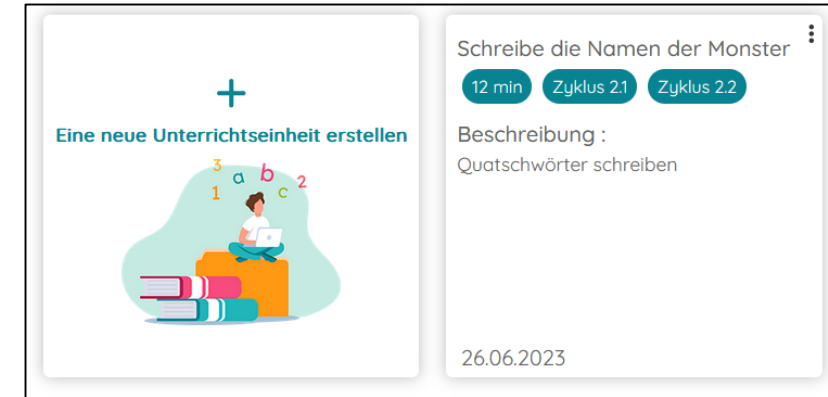 +
Eine neue Unterrichtseinheit erstellen
3
a
b
1
c
2
Schreibe die Namen der Monster
12 min
Zyklus 2.1
Zyklus 2.2
Beschreibung :
Quatschwörter schreiben
26.06.2023